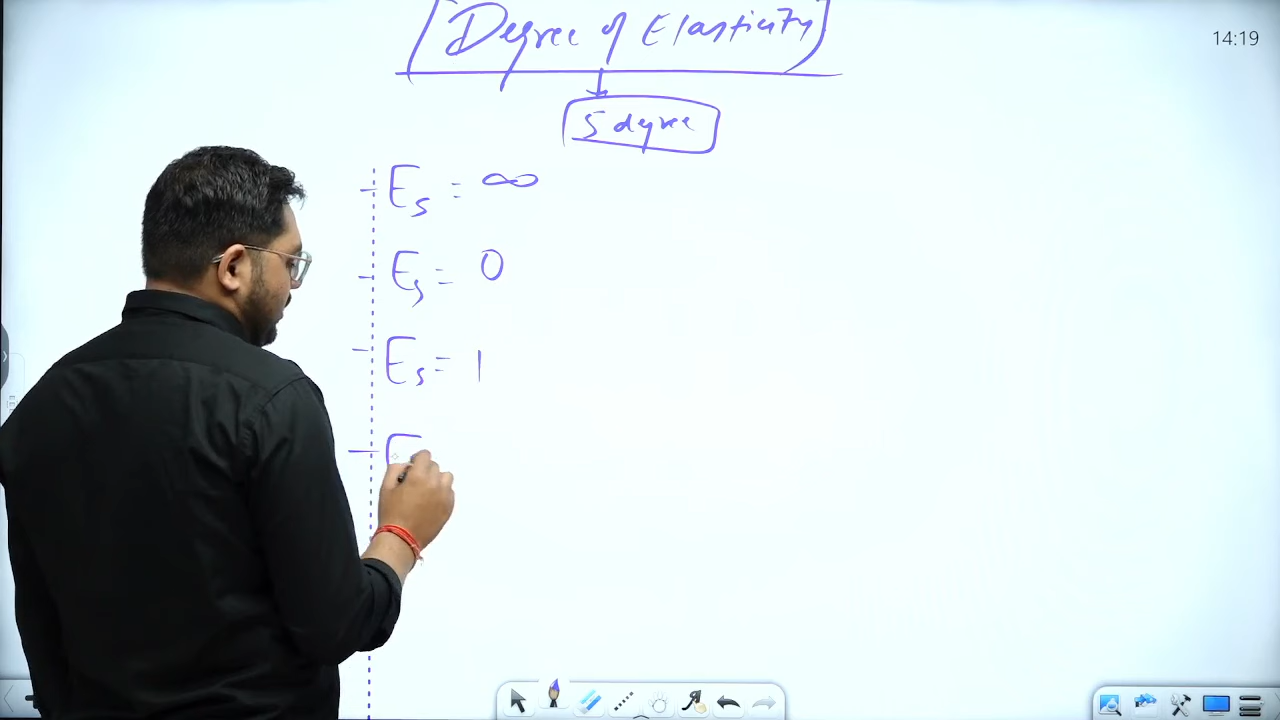 [Degree of Elasticity]
14:19
5 degree
Es = ∞
Es = 0
Es = 1
E